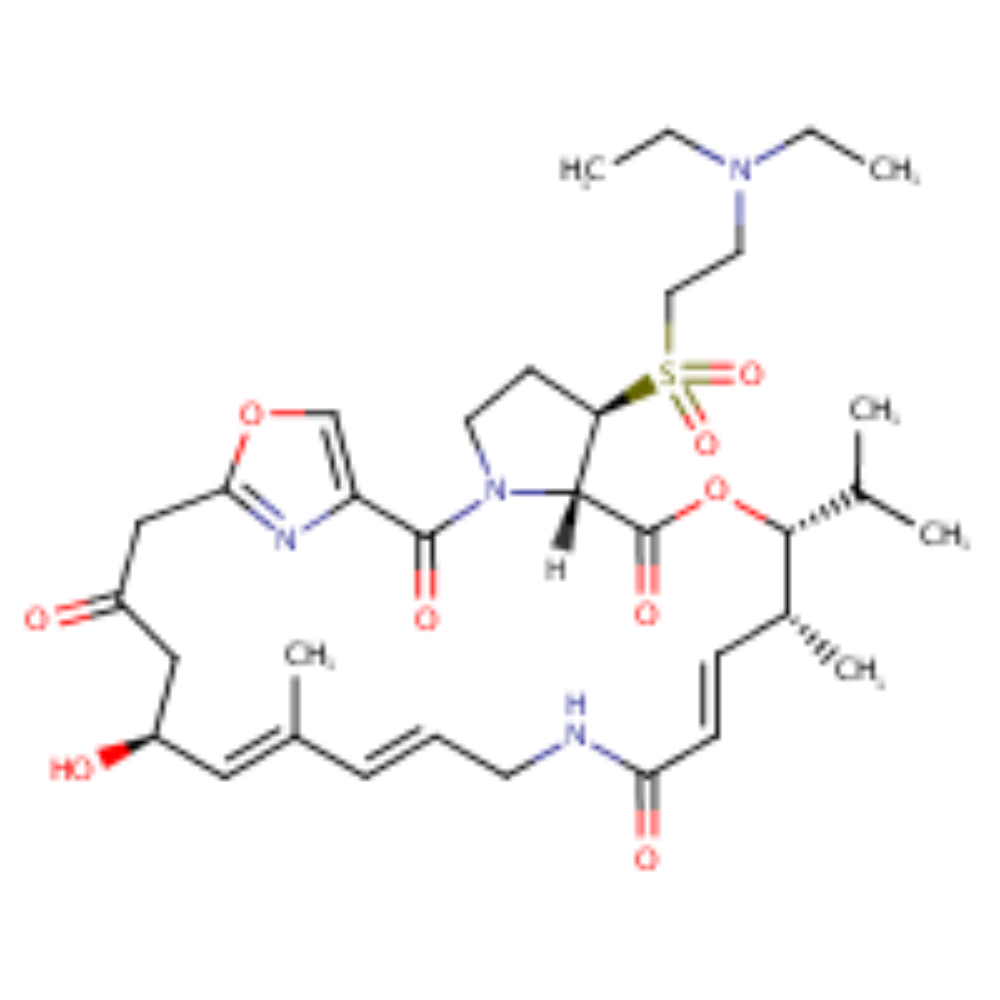 H₃C N CH₃
S O
O
O CH₃
N O
N CH₃
H
O O O
CH₃ CH₃
H
N
HO
O